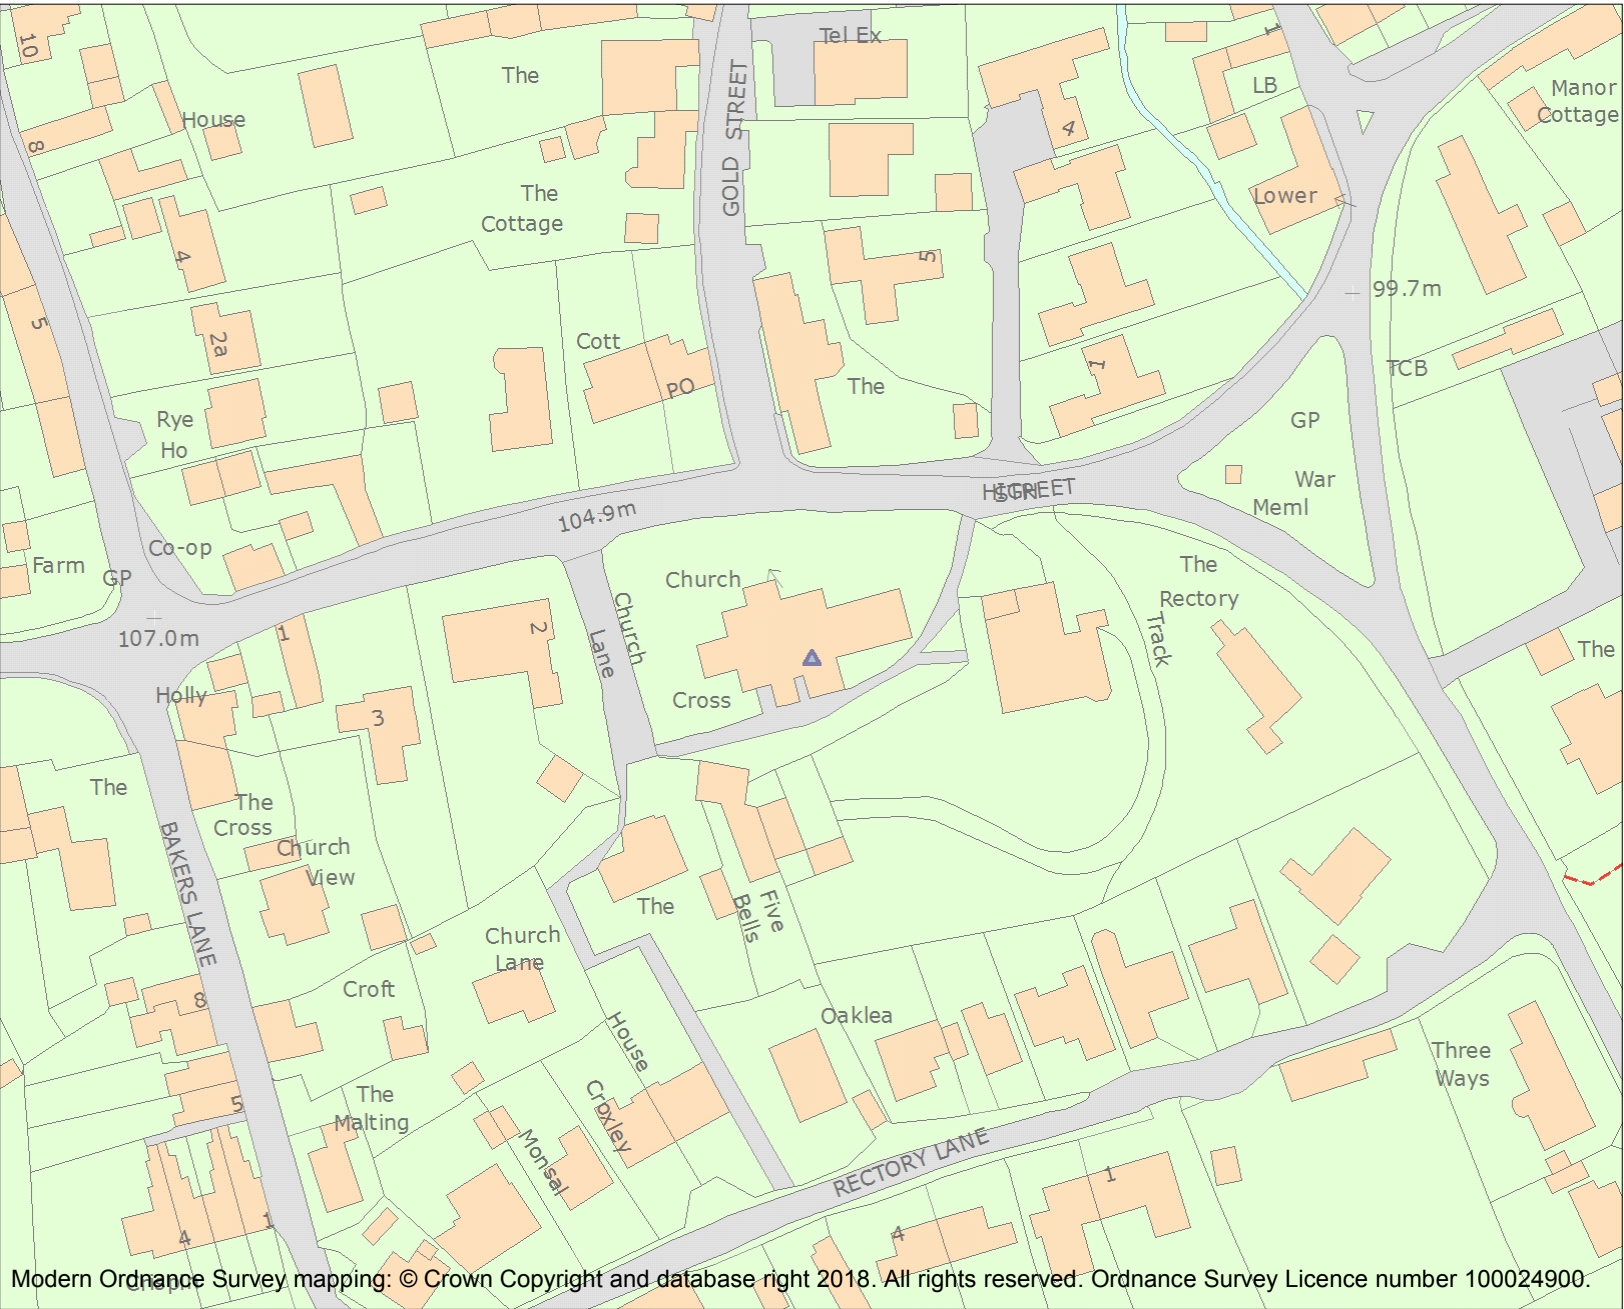 10
The
Tel Ex
1
LB
Manor
Cottage
House
8
GOLD STREET
4
The
Cottage
Lower
4
5
99.7m
5
2a
Cott
PO
The
1
TCB
Rye
Ho
GP
War
Meml
HIGH
STREET
104.9m
Co-op
Farm
GP
Church
The
Rectory
107.0m
1
2
Church
Lane
Track
The
Holly
3
Cross
The
The
Cross
Church
View
BAKERS LANE
The
Five
Bells
Church
Lane
Croft
8
Oaklea
House
Three
Ways
The
Malting
5
Croxley
Monsal
RECTORY LANE
1
4
1
4
Crispin
Modern Ordnance Survey mapping: © Crown Copyright and database right 2018. All rights reserved. Ordnance Survey Licence number 100024900.